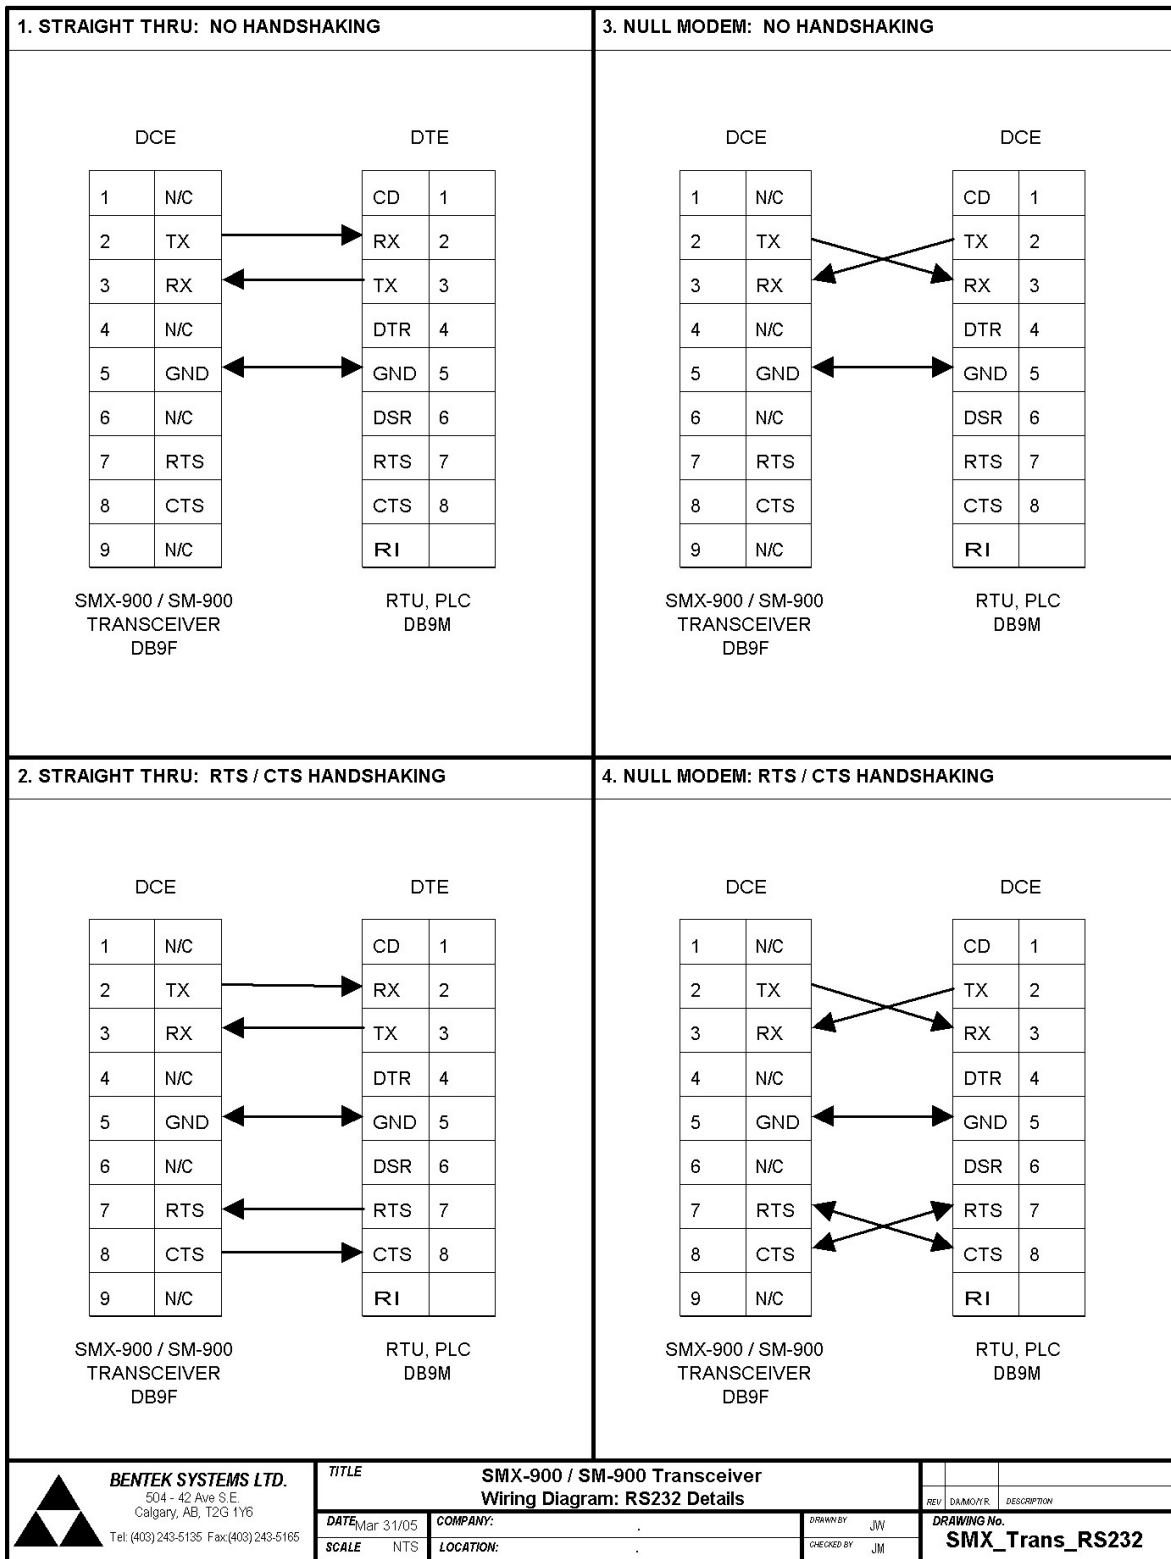 1. STRAIGHT THRU: NO HANDSHAKING
DCE DTE
1 N/C CD 1
2 TX RX 2
3 RX TX 3
4 N/C DTR 4
5 GND GND 5
6 N/C DSR 6
7 RTS RTS 7
8 CTS CTS 8
9 N/C RI
SMX-900 / SM-900 RTU, PLC
TRANSCEIVER DB9M
DB9F
3. NULL MODEM: NO HANDSHAKING
DCE DCE
1 N/C CD 1
2 TX TX 2
3 RX RX 3
4 N/C DTR 4
5 GND GND 5
6 N/C DSR 6
7 RTS RTS 7
8 CTS CTS 8
9 N/C RI
SMX-900 / SM-900 RTU, PLC
TRANSCEIVER DB9M
DB9F
2. STRAIGHT THRU: RTS / CTS HANDSHAKING
DCE DTE
1 N/C CD 1
2 TX RX 2
3 RX TX 3
4 N/C DTR 4
5 GND GND 5
6 N/C DSR 6
7 RTS RTS 7
8 CTS CTS 8
9 N/C RI
SMX-900 / SM-900 RTU, PLC
TRANSCEIVER DB9M
DB9F
4. NULL MODEM: RTS / CTS HANDSHAKING
DCE DCE
1 N/C CD 1
2 TX TX 2
3 RX RX 3
4 N/C DTR 4
5 GND GND 5
6 N/C DSR 6
7 RTS RTS 7
8 CTS CTS 8
9 N/C RI
SMX-900 / SM-900 RTU, PLC
TRANSCEIVER DB9M
DB9F
BENTEK SYSTEMS LTD.
504 - 42 Ave S.E.
Calgary, AB, T2G 1Y6
Tel: (403) 243-5135 Fax:(403) 243-5165
TITLE SMX-900 / SM-900 Transceiver
Wiring Diagram: RS232 Details
DATE Mar 31/05 COMPANY: . DRAWN BY JW
SCALE NTS LOCATION: . CHECKED BY JM
REV DA/MO/YR DESCRIPTION
DRAWING No.
SMX_Trans_RS232